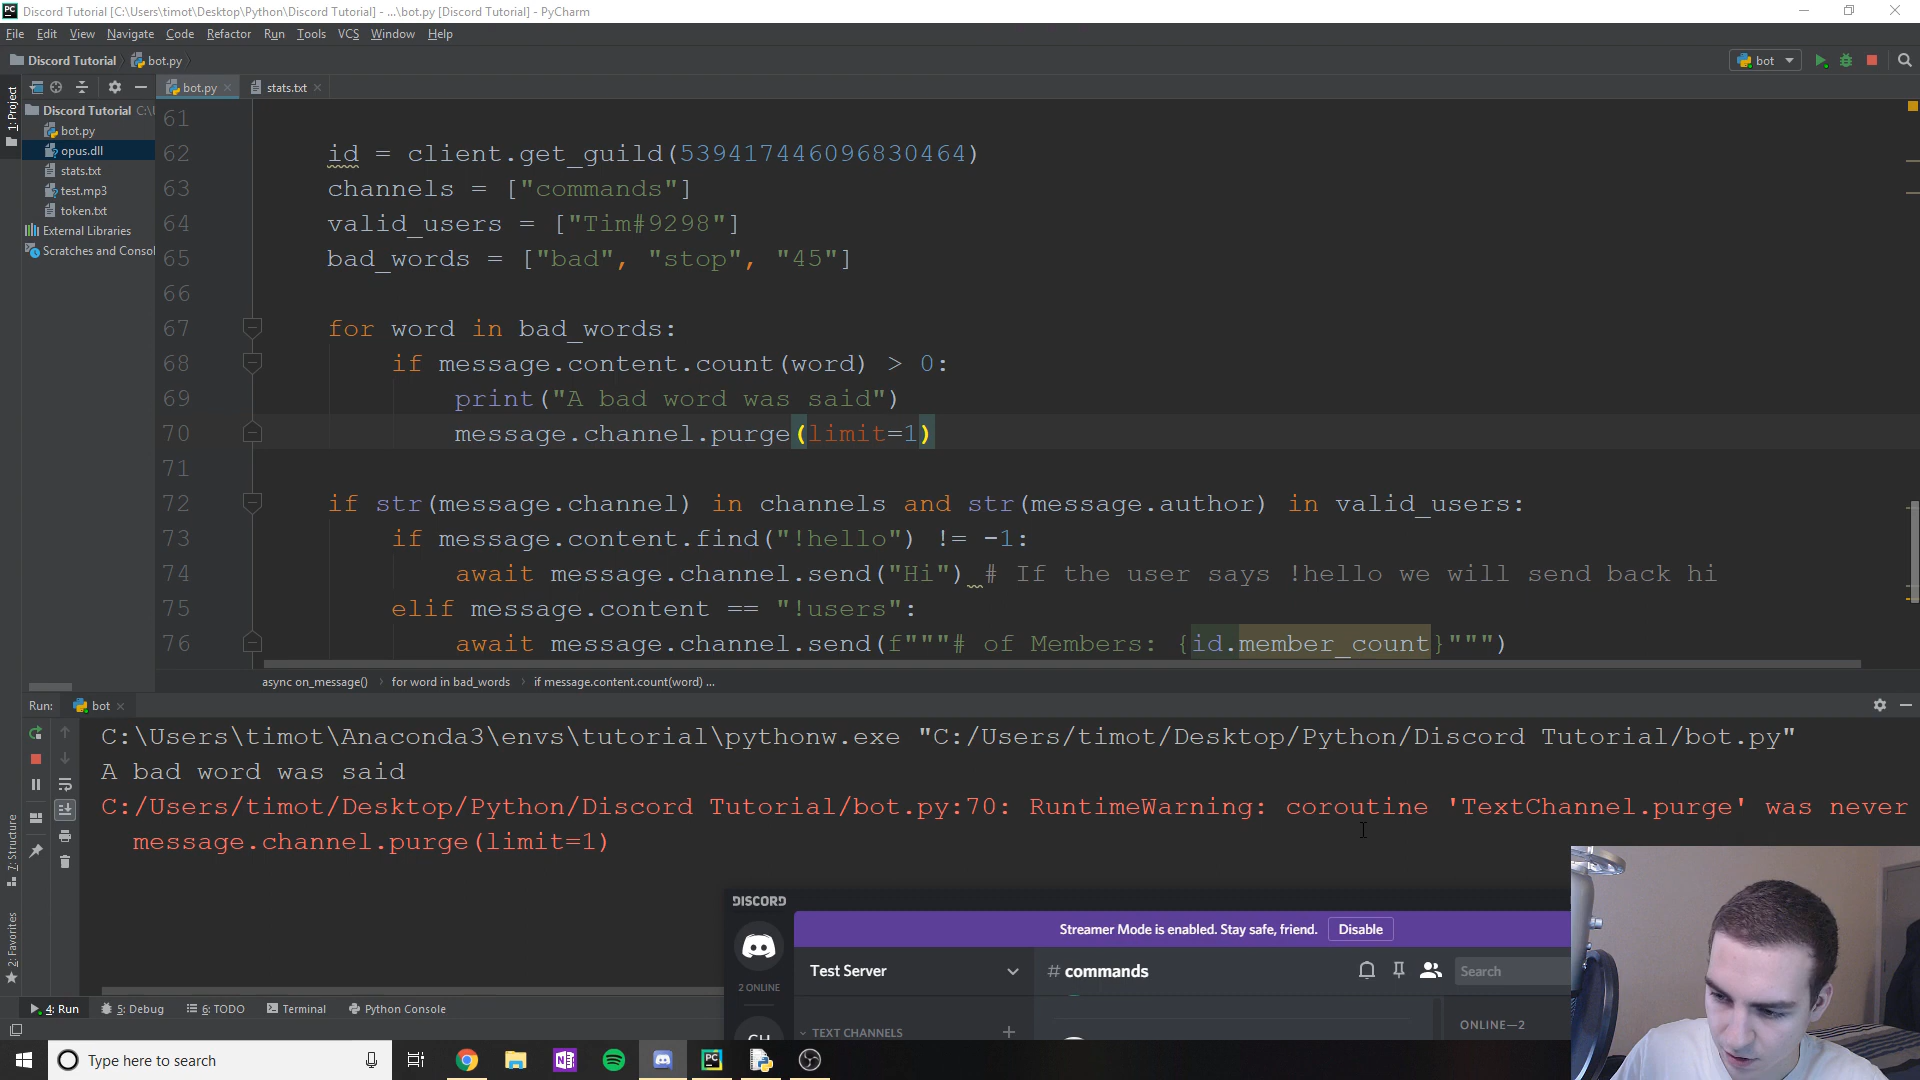 Discord Tutorial [C:\Users\timot\Desktop\Python\Discord Tutorial] - ...\bot.py [Discord Tutorial] - PyCharm
File Edit View Navigate Code Refactor Run Tools VCS Window Help
Discord Tutorial bot.py bot
bot.py stats.txt
1: Project
Discord Tutorial C:\
bot.py
opus.dll
stats.txt
test.mp3
token.txt
External Libraries
Scratches and Consol
61
62 id = client.get_guild(539417446096830464)
63 channels = ["commands"]
64 valid_users = ["Tim#9298"]
65 bad_words = ["bad", "stop", "45"]
66
67 for word in bad_words:
68 if message.content.count(word) > 0:
69 print("A bad word was said")
70 message.channel.purge(limit=1)
71
72 if str(message.channel) in channels and str(message.author) in valid_users:
73 if message.content.find("!hello") != -1:
74 await message.channel.send("Hi") # If the user says !hello we will send back hi
75 elif message.content == "!users":
76 await message.channel.send(f"""# of Members: {id.member_count}""")
async on_message() for word in bad_words if message.content.count(word) ...
Run: bot
C:\Users\timot\Anaconda3\envs\tutorial\pythonw.exe "C:/Users/timot/Desktop/Python/Discord Tutorial/bot.py"
A bad word was said
C:/Users/timot/Desktop/Python/Discord Tutorial/bot.py:70: RuntimeWarning: coroutine 'TextChannel.purge' was never
message.channel.purge(limit=1)
7: Structure
2: Favorites
DISCORD
Streamer Mode is enabled. Stay safe, friend. Disable
Test Server # commands Search
2 ONLINE
TEXT CHANNELS + ONLINE—2
4: Run 5: Debug 6: TODO Terminal Python Console
Type here to search